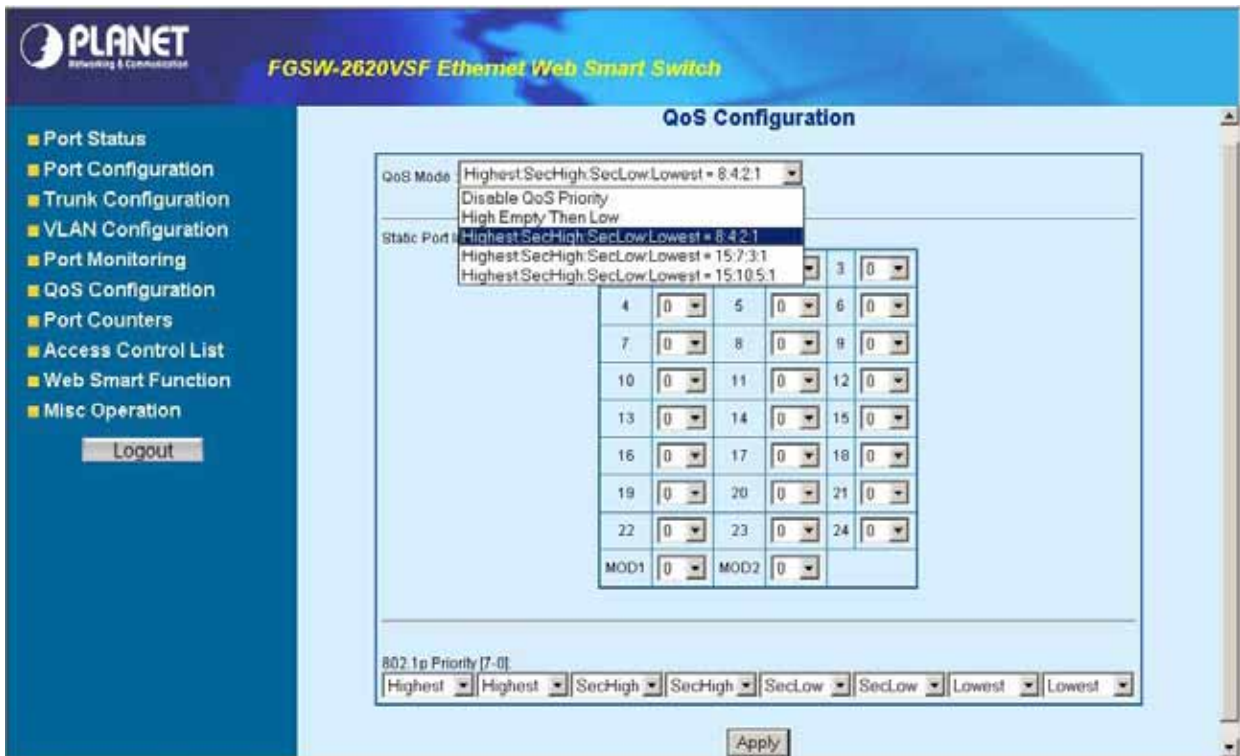 PLANET
Networking & Communication
FGSW-2620VSF Ethernet Web Smart Switch
Port Status
Port Configuration
Trunk Configuration
VLAN Configuration
Port Monitoring
QoS Configuration
Port Counters
Access Control List
Web Smart Function
Misc Operation
Logout
QoS Configuration
QoS Mode : Highest:SecHigh:SecLow:Lowest = 8:4:2:1
Disable QoS Priority
High Empty Then Low
Highest:SecHigh:SecLow:Lowest = 8:4:2:1
Highest:SecHigh:SecLow:Lowest = 15:7:3:1
Highest:SecHigh:SecLow:Lowest = 15:10:5:1
Static Port
3 0
4 0 5 0 6 0
7 0 8 0 9 0
10 0 11 0 12 0
13 0 14 0 15 0
16 0 17 0 18 0
19 0 20 0 21 0
22 0 23 0 24 0
MOD1 0 MOD2 0
802.1p Priority [7-0]:
Highest Highest SecHigh SecHigh SecLow SecLow Lowest Lowest
Apply